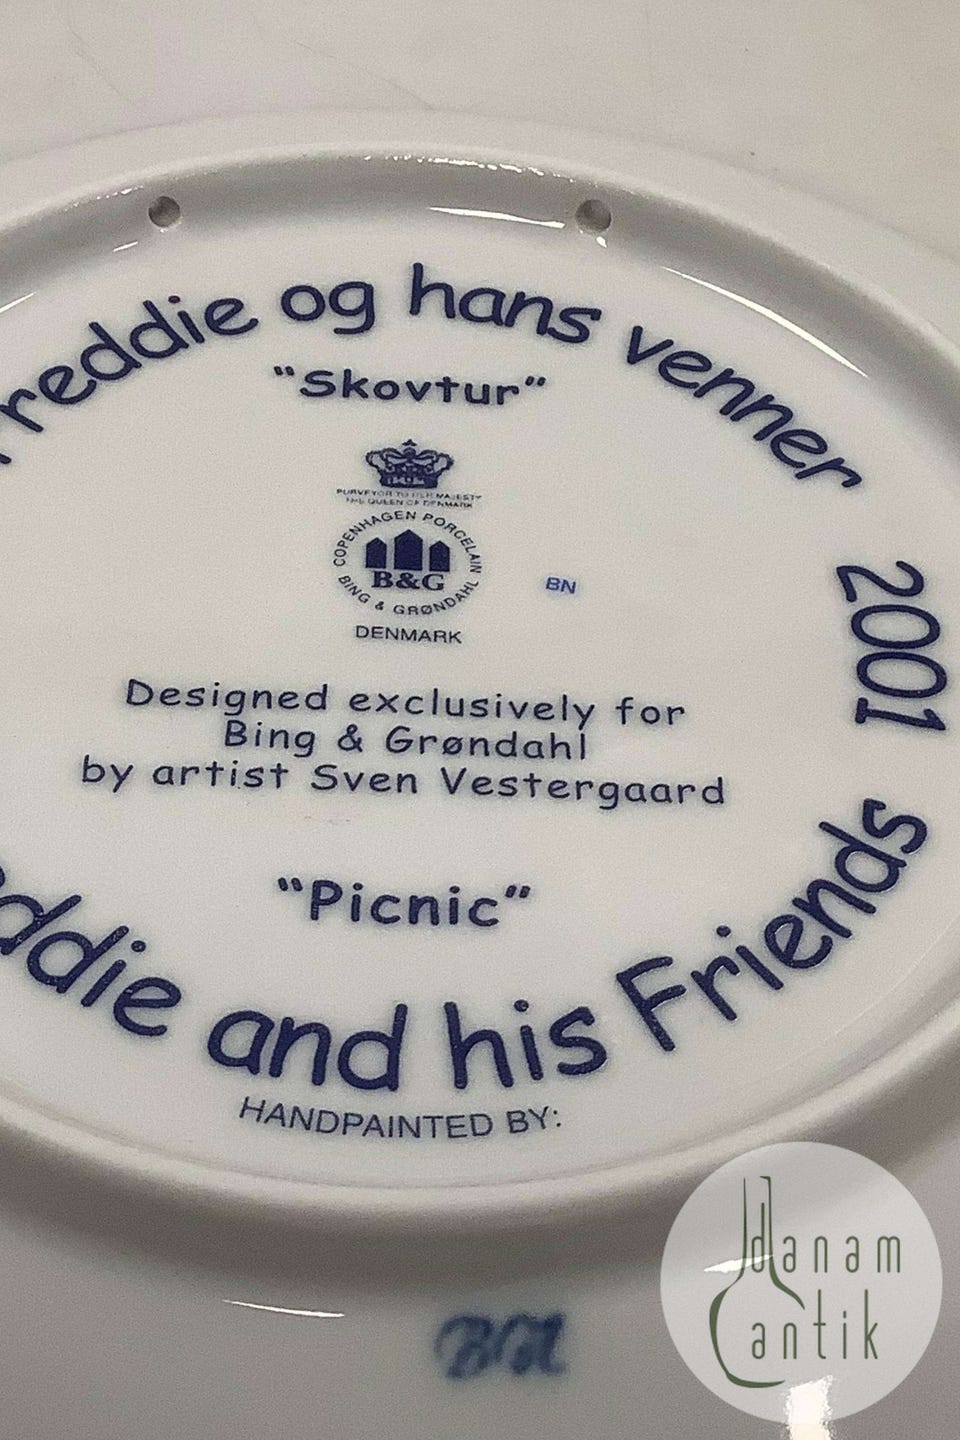 Freddie og hans venner
"Skovtur"
PURVEYOR TO HER MAJESTY
THE QUEEN OF DENMARK
COPENHAGEN PORCELAIN
B&G
BING & GRØNDAHL
DENMARK
BN
2001
Designed exclusively for
Bing & Grøndahl
by artist Sven Vestergaard
"Picnic"
ddie and his Friends
HANDPAINTED BY:
danam
antik